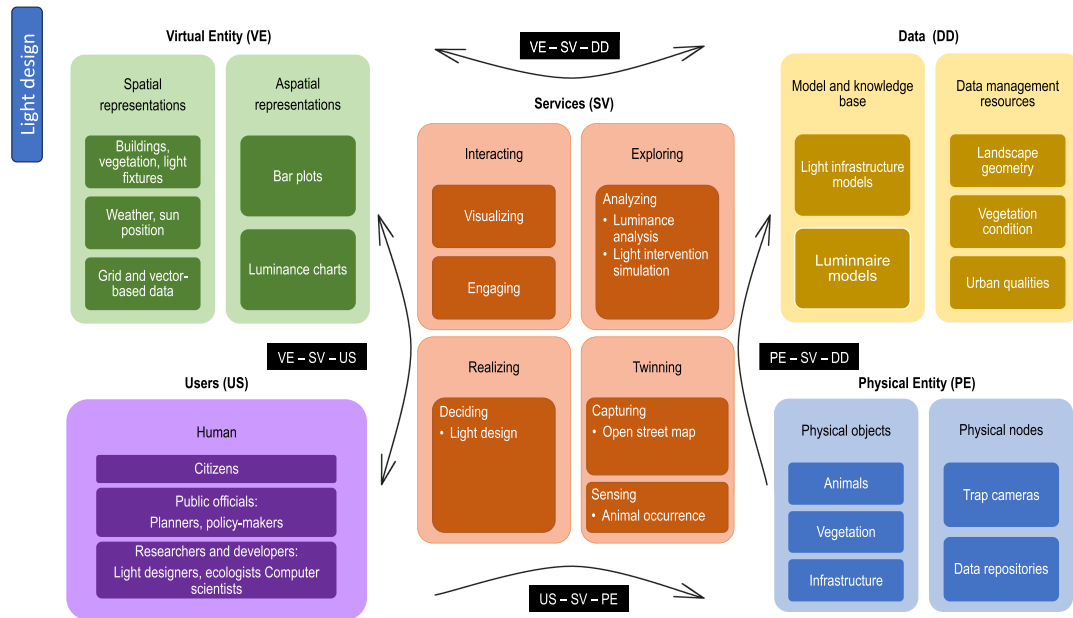 Light design
Virtual Entity (VE)
Spatial
representations
Buildings,
vegetation, light
fixtures
Weather, sun
position
Grid and vector-
based data
Aspatial
representations
Bar plots
Luminance charts
VE – SV – DD
Services (SV)
Interacting
Visualizing
Engaging
Exploring
Analyzing
• Luminance
analysis
• Light intervention
simulation
Realizing
Deciding
• Light design
Twinning
Capturing
• Open street map
Sensing
• Animal occurrence
Data (DD)
Model and knowledge
base
Light infrastructure
models
Luminnaire
models
Data management
resources
Landscape
geometry
Vegetation
condition
Urban qualities
VE – SV – US
PE – SV – DD
Users (US)
Human
Citizens
Public officials:
Planners, policy-makers
Researchers and developers:
Light designers, ecologists Computer
scientists
US – SV – PE
Physical Entity (PE)
Physical objects
Animals
Vegetation
Infrastructure
Physical nodes
Trap cameras
Data repositories